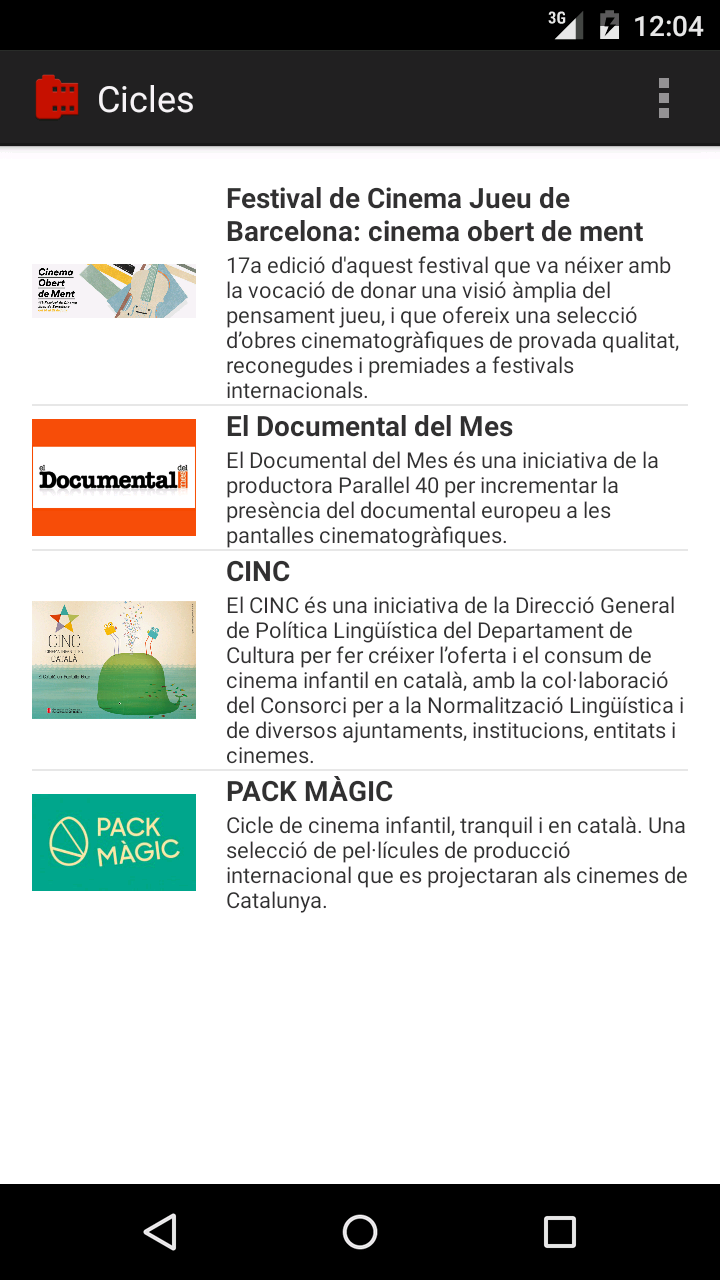 3G 12:04
Cicles
Festival de Cinema Jueu de
Barcelona: cinema obert de ment
Cinema
Obert
de Ment
17a edició d'aquest festival que va néixer amb
la vocació de donar una visió àmplia del
pensament jueu, i que ofereix una selecció
d’obres cinematogràfiques de provada qualitat,
reconegudes i premiades a festivals
internacionals.
el
Documental del
El Documental del Mes
El Documental del Mes és una iniciativa de la
productora Parallel 40 per incrementar la
presència del documental europeu a les
pantalles cinematogràfiques.
CINC
CATALÀ
CINC
El CINC és una iniciativa de la Direcció General
de Política Lingüística del Departament de
Cultura per fer créixer l’oferta i el consum de
cinema infantil en català, amb la col·laboració
del Consorci per a la Normalització Lingüística i
de diversos ajuntaments, institucions, entitats i
cinemes.
PACK
MÀGIC
PACK MÀGIC
Cicle de cinema infantil, tranquil i en català. Una
selecció de pel·lícules de producció
internacional que es projectaran als cinemes de
Catalunya.